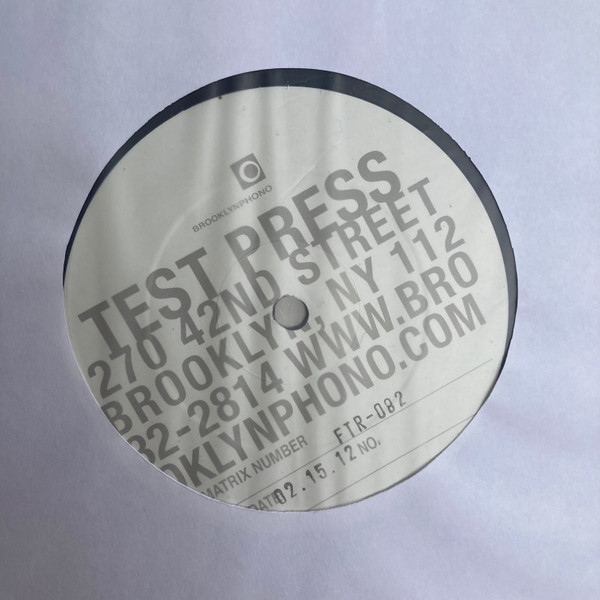 BROOKLYNPHONO
TEST PRESS
270 42ND STREET
BROOKLYN, NY 112
32-2814 WWW.BRO
OKLYNPHONO.COM
MATRIX NUMBER FTR-082
DATE 02.15.12 NO.